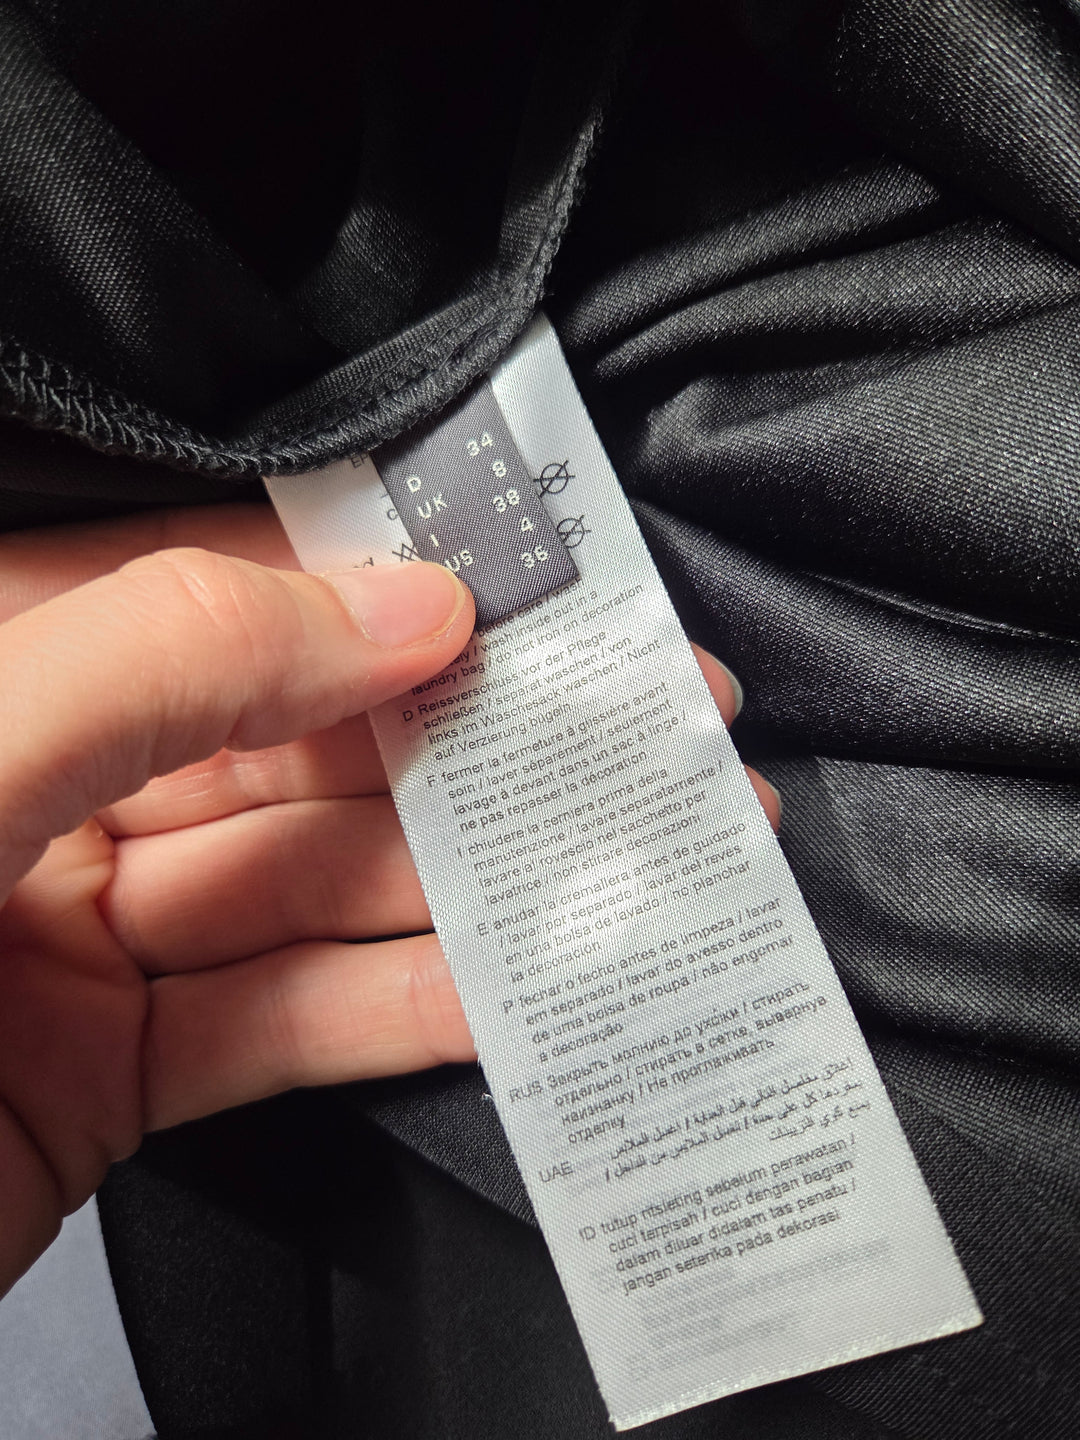 D 34
UK 8
I 38
US 4
36
/ wash inside out in a
laundry bag / do not iron on decoration
D Reissverschluss vor der Pflege
schließen / separat waschen / von
links im Waschesack waschen / Nicht
auf Verzierung bügeln
F fermer la fermeture à glissière avant
soin / laver séparément / seulement
lavage à devant dans un sac à linge /
ne pas repasser la décoration
I chiudere la cerniera prima della
manutenzione / lavare separatamente /
lavare a rovescio nel sacchetto per
lavatrice / non stirare decorazioni
E anudar la cremallera antes de guidado
/ lavar por separado / lavar del revés
en una bolsa de lavado / no planchar
la decoración
P fechar o fecho antes de limpeza / lavar
em separado / lavar do avesso dentro
de uma bolsa de roupa / não engomar
a decoração
RUS Закрыть молнию до ухски / стирать
отдельно / стирать в сетке, вывернув
наизнанку / Не проглаживать
отделку
UAE
ID tutup ritsleting sebelum perawatan /
cuci terpisah / cuci dengan bagian
dalam diluar didalam tas penatu /
jangan seterika pada dekorasi